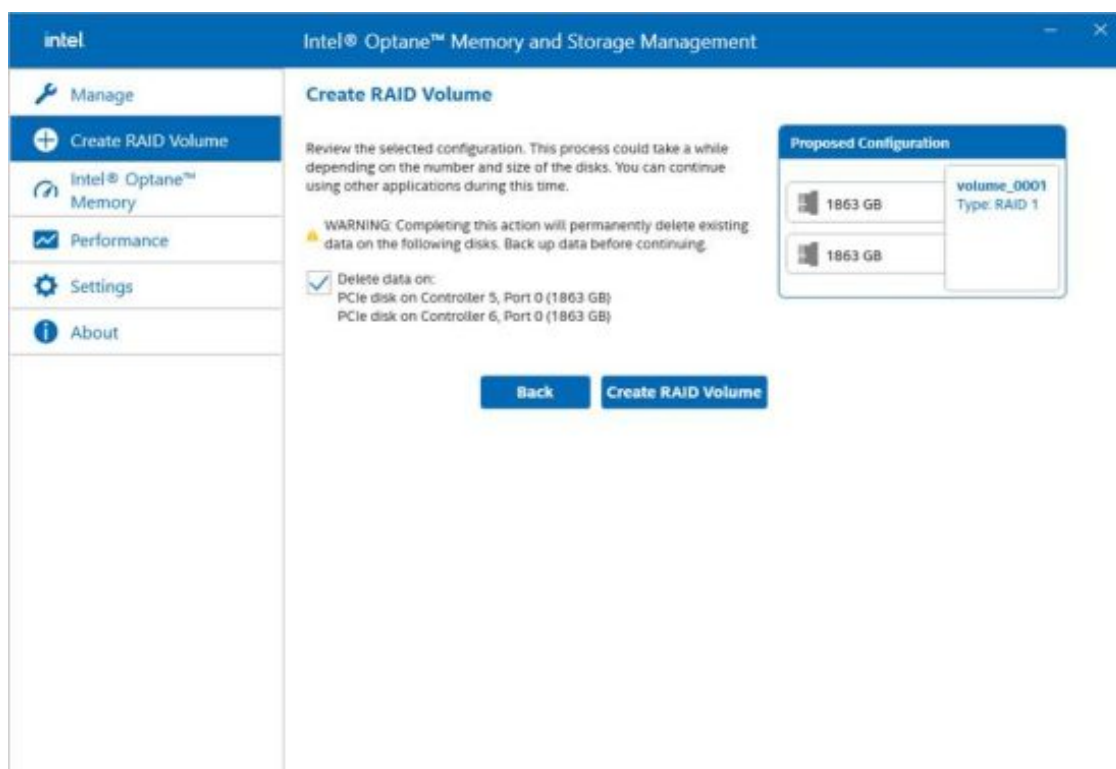 intel
Intel® Optane™ Memory and Storage Management
Manage
Create RAID Volume
Intel® Optane™
Memory
Performance
Settings
About
Create RAID Volume
Review the selected configuration. This process could take a while
depending on the number and size of the disks. You can continue
using other applications during this time.
WARNING: Completing this action will permanently delete existing
data on the following disks. Back up data before continuing.
Delete data on:
PCIe disk on Controller 5, Port 0 (1863 GB)
PCIe disk on Controller 6, Port 0 (1863 GB)
Back
Create RAID Volume
Proposed Configuration
1863 GB
1863 GB
volume_0001
Type: RAID 1